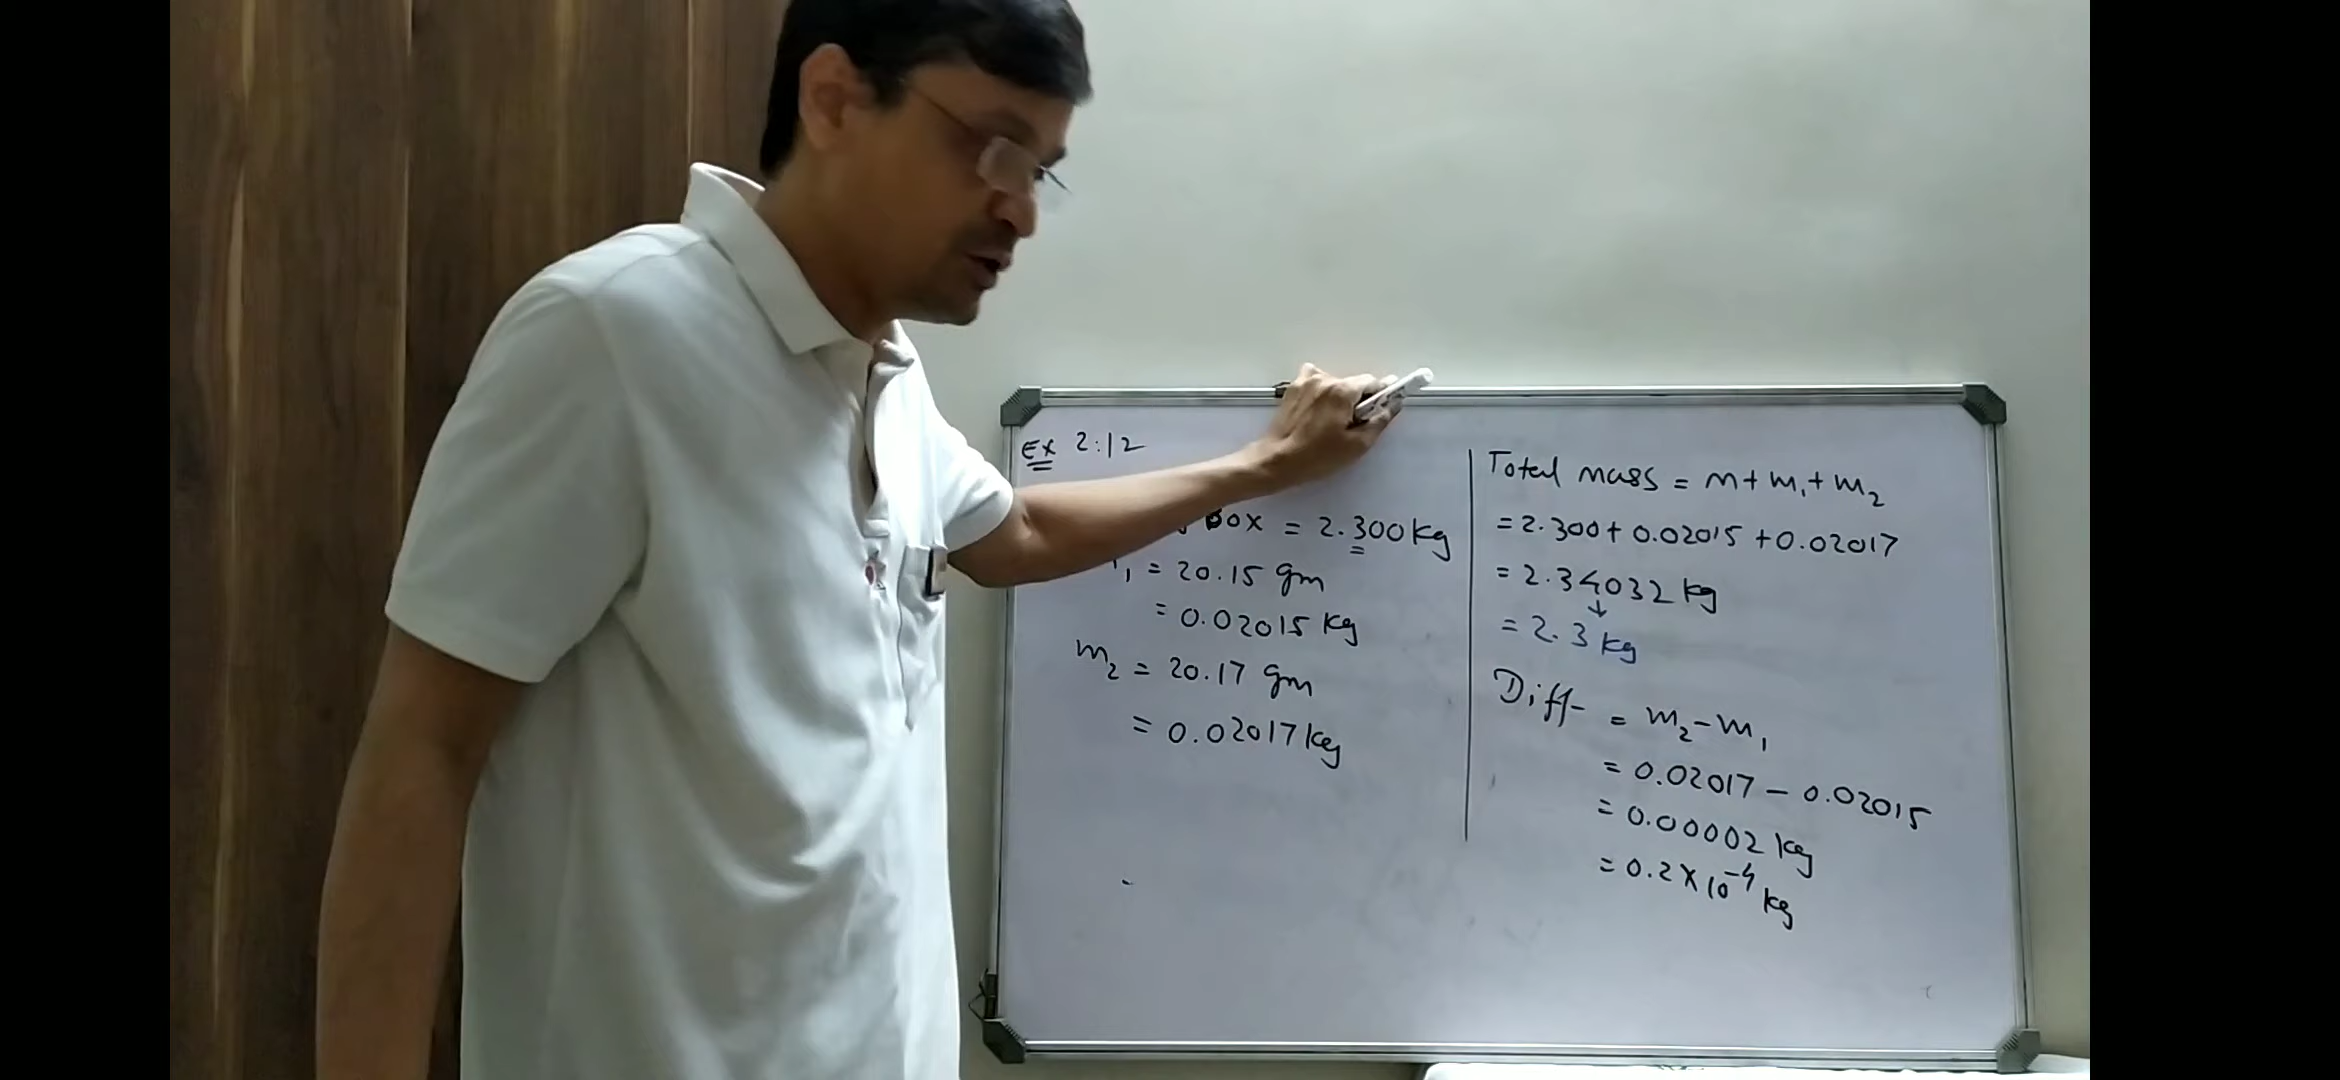 Ex 2:12
Box = 2.300 kg
₁ = 20.15 gm
= 0.02015 kg
m₂ = 20.17 gm
= 0.02017 kg
Total mass = m + m₁ + m₂
= 2.300 + 0.02015 + 0.02017
= 2.34032 kg
↓
= 2.3 kg
Diff- = m₂ - m₁
= 0.02017 - 0.02015
= 0.00002 kg
= 0.2 × 10⁻⁴ kg